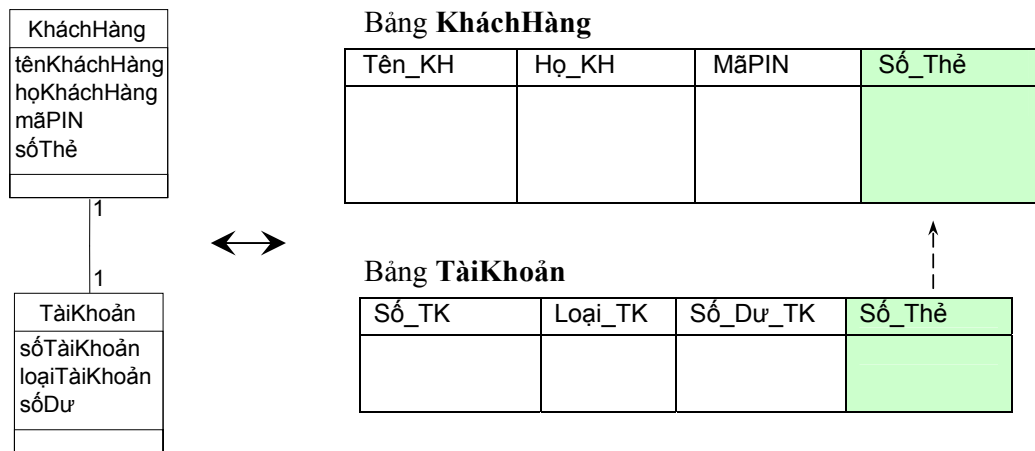 KháchHàng
tênKháchHàng
họKháchHàng
mãPIN
sốThẻ
1
1
TàiKhoản
sốTàiKhoản
loạiTàiKhoản
sốDư
Bảng KháchHàng
Tên_KH Họ_KH MãPIN Số_Thẻ
Bảng TàiKhoản
Số_TK Loại_TK Số_Dư_TK Số_Thẻ